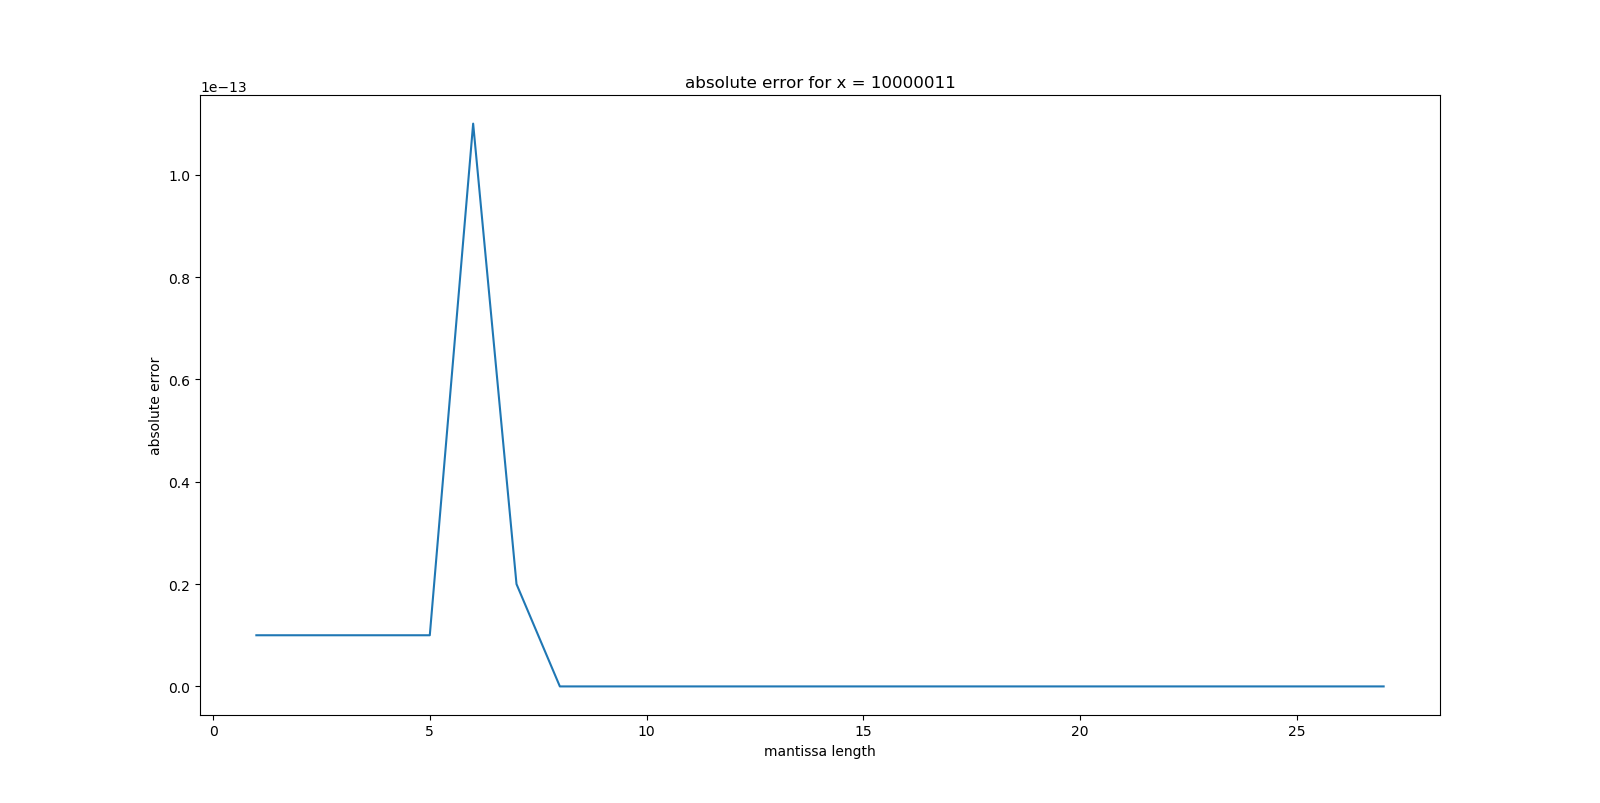 absolute error for x = 10000011
1e−13
1.0
0.8
0.6
0.4
0.2
0.0
absolute error
0 5 10 15 20 25
mantissa length